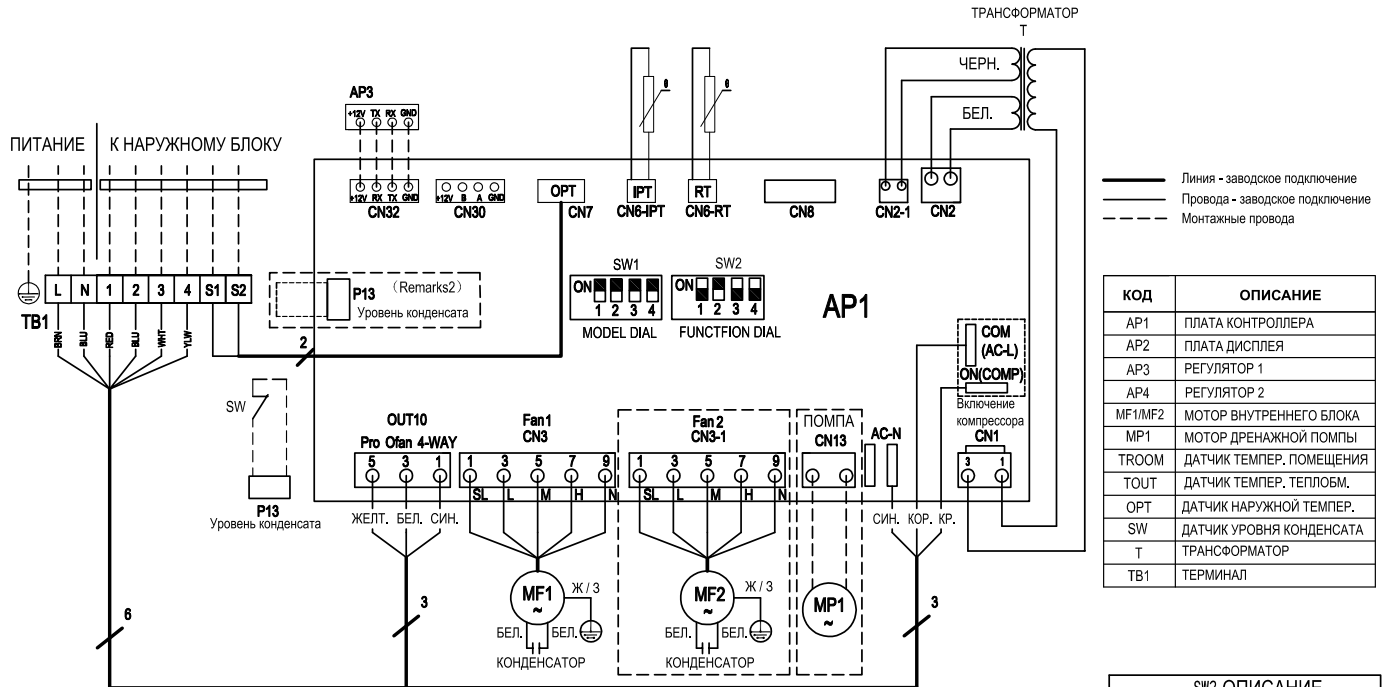 ТРАНСФОРМАТОР
T
ЧЕРН.
БЕЛ.
AP3
+12V TX RX GND
ПИТАНИЕ
К НАРУЖНОМУ БЛОКУ
+12V RX TX GND
CN32
+12V B A GND
CN30
OPT
CN7
IPT
CN6-IPT
RT
CN6-RT
θ
θ
CN8
CN2-1
CN2
Линия - заводское подключение
Провода - заводское подключение
Монтажные провода
L N 1 2 3 4 S1 S2
TB1
BRN BLU RED BLU WHT YLW
P13 (Remarks2)
Уровень конденсата
2
SW1
ON
1 2 3 4
MODEL DIAL
SW2
ON
1 2 3 4
FUNCTFION DIAL
AP1
COM
(AC-L)
ON(COMP)
Включение
компрессора
CN1
3 1
SW
P13
Уровень конденсата
OUT10
Pro Ofan 4-WAY
5 3 1
ЖЕЛТ. БЕЛ. СИН.
Fan1
CN3
1 3 5 7 9
SL L M H N
Fan2
CN3-1
1 3 5 7 9
SL L M H N
ПОМПА
CN13
AC-N
СИН. КОР. КР.
MF1
~
Ж / З
БЕЛ. БЕЛ.
КОНДЕНСАТОР
MF2
~
Ж / З
БЕЛ. БЕЛ.
КОНДЕНСАТОР
MP1
~
6
3
3
КОД ОПИСАНИЕ
AP1 ПЛАТА КОНТРОЛЛЕРА
AP2 ПЛАТА ДИСПЛЕЯ
AP3 РЕГУЛЯТОР 1
AP4 РЕГУЛЯТОР 2
MF1/MF2 МОТОР ВНУТРЕННЕГО БЛОКА
MP1 МОТОР ДРЕНАЖНОЙ ПОМПЫ
TROOM ДАТЧИК ТЕМПЕР. ПОМЕЩЕНИЯ
TOUT ДАТЧИК ТЕМПЕР. ТЕПЛОБМ.
OPT ДАТЧИК НАРУЖНОЙ ТЕМПЕР.
SW ДАТЧИК УРОВНЯ КОНДЕНСАТА
T ТРАНСФОРМАТОР
TB1 ТЕРМИНАЛ
SW2 ОПИСАНИЕ